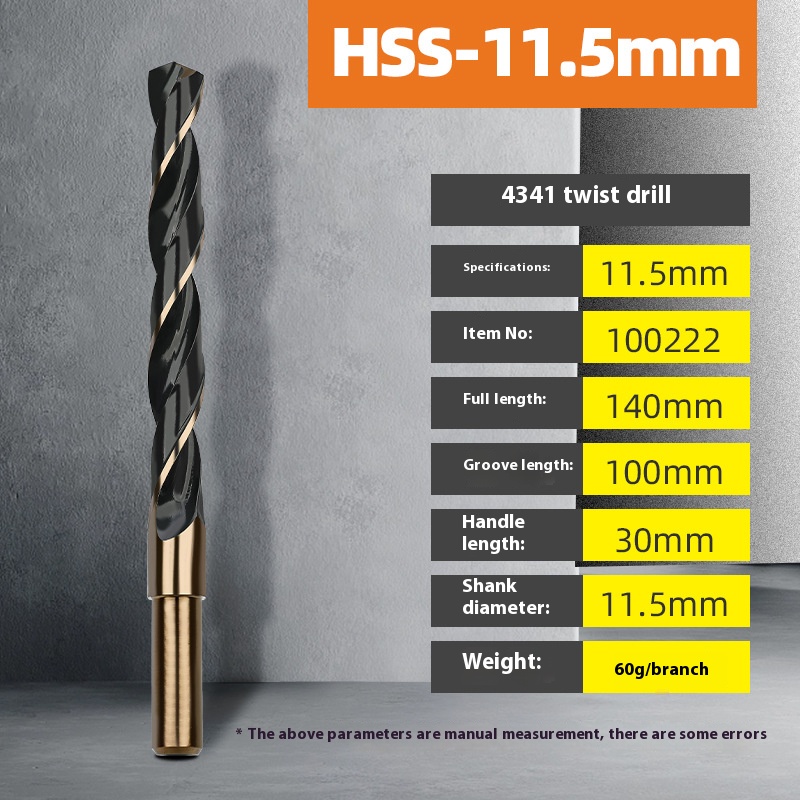 HSS-11.5mm
4341 twist drill
Specifications: 11.5mm
Item No: 100222
Full length: 140mm
Groove length: 100mm
Handle
length: 30mm
Shank
diameter: 11.5mm
Weight: 60g/branch
* The above parameters are manual measurement, there are some errors